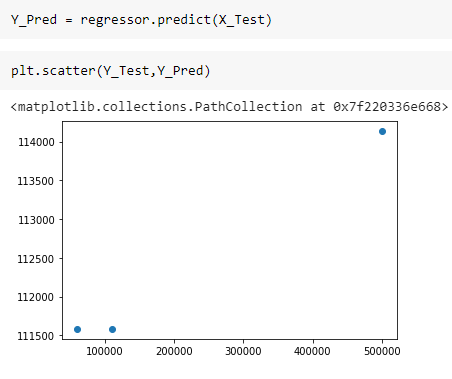 Y_Pred = regressor.predict(X_Test)
plt.scatter(Y_Test,Y_Pred)
<matplotlib.collections.PathCollection at 0x7f220336e668>
114000
113500
113000
112500
112000
111500
100000 200000 300000 400000 500000